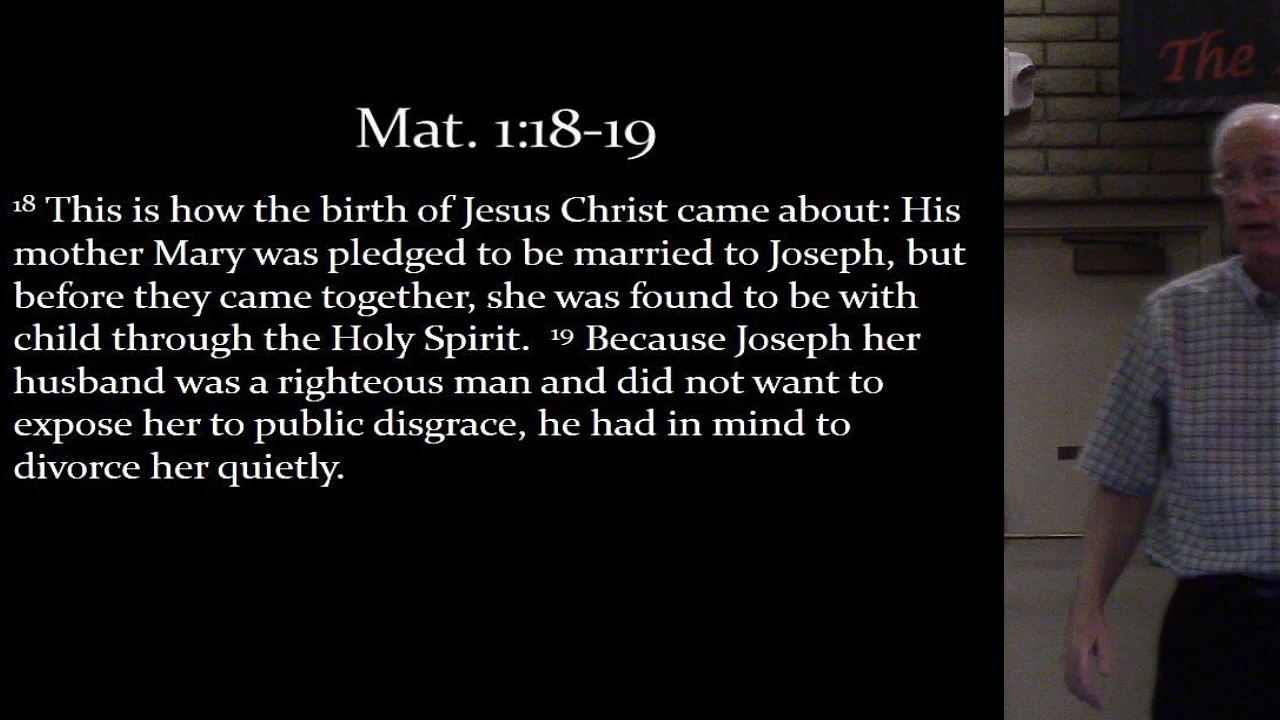 Mat. 1:18-19
18 This is how the birth of Jesus Christ came about: His
mother Mary was pledged to be married to Joseph, but
before they came together, she was found to be with
child through the Holy Spirit. 19 Because Joseph her
husband was a righteous man and did not want to
expose her to public disgrace, he had in mind to
divorce her quietly.
The